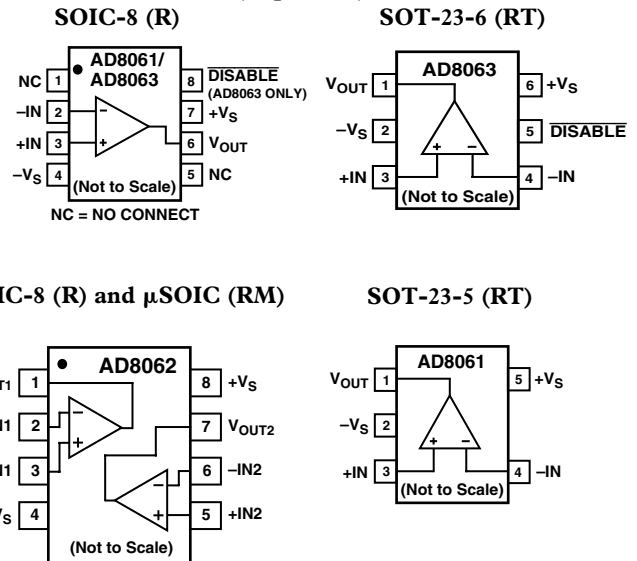 SOIC-8 (R)
AD8061/
AD8063
NC 1
–IN 2
+IN 3
–VS 4
8 DISABLE
(AD8063 ONLY)
7 +VS
6 VOUT
5 NC
– +
(Not to Scale)
NC = NO CONNECT
SOT-23-6 (RT)
AD8063
VOUT 1
–VS 2
+IN 3
6 +VS
5 DISABLE
4 –IN
+ –
(Not to Scale)
IC-8 (R) and µSOIC (RM)
AD8062
T1 1
N1 2
N1 3
VS 4
8 +VS
7 VOUT2
6 –IN2
5 +IN2
– +
– +
(Not to Scale)
SOT-23-5 (RT)
AD8061
VOUT 1
–VS 2
+IN 3
5 +VS
4 –IN
+ –
(Not to Scale)